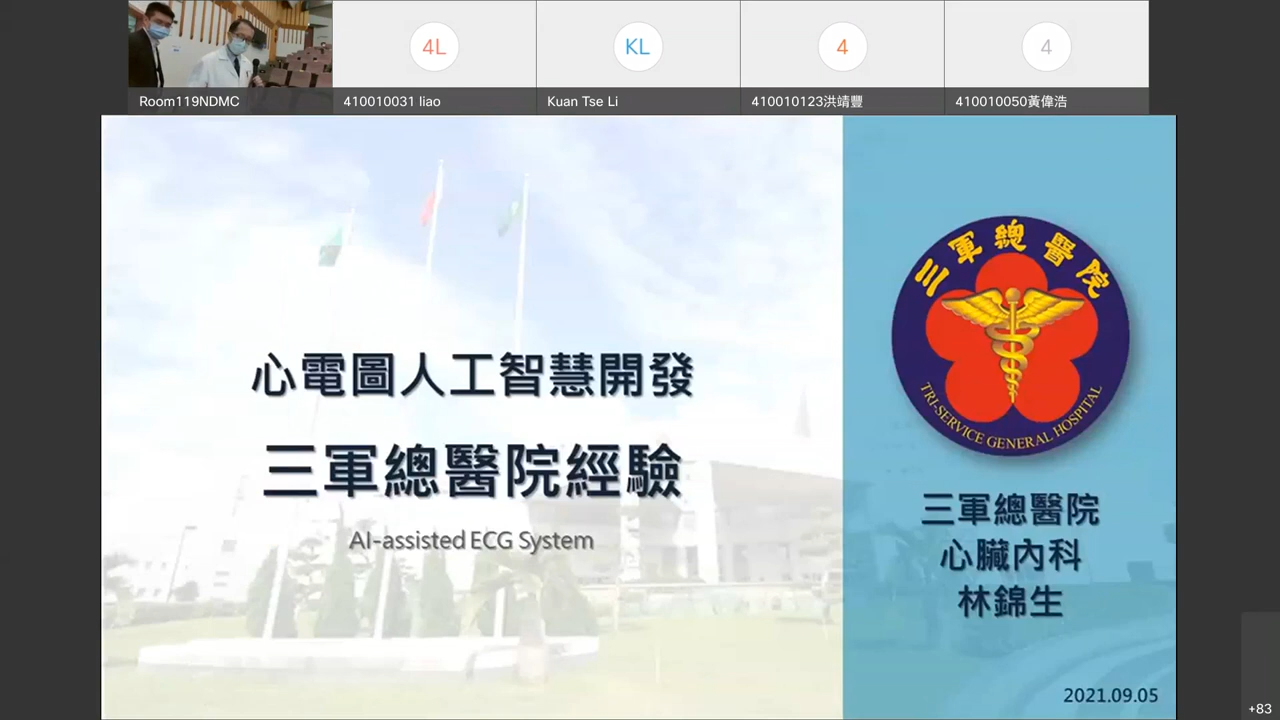 4L
KL
4
4
Room119NDMC
410010031 liao
Kuan Tse Li
410010123洪靖豐
410010050黃偉浩
心電圖人工智慧開發
三軍總醫院經驗
AI-assisted ECG System
三軍總醫院
TRI-SERVICE GENERAL HOSPITAL
三軍總醫院
心臟內科
林錦生
2021.09.05
+83